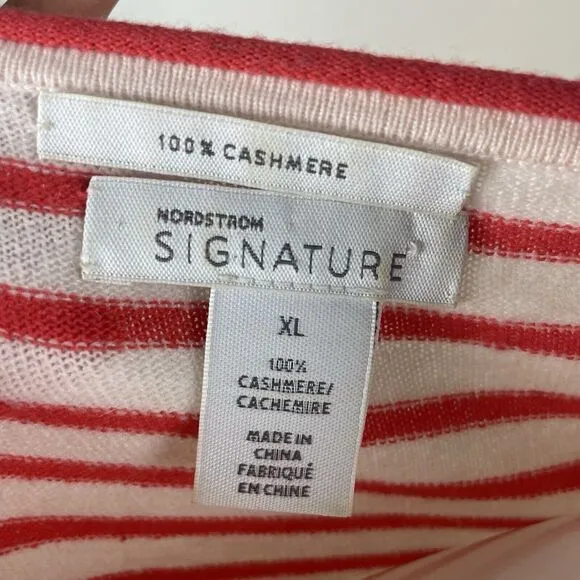 100% CASHMERE
NORDSTROM
SIGNATURE
XL
100%
CASHMERE/
CACHEMIRE
MADE IN
CHINA
FABRIQUÉ
EN CHINE